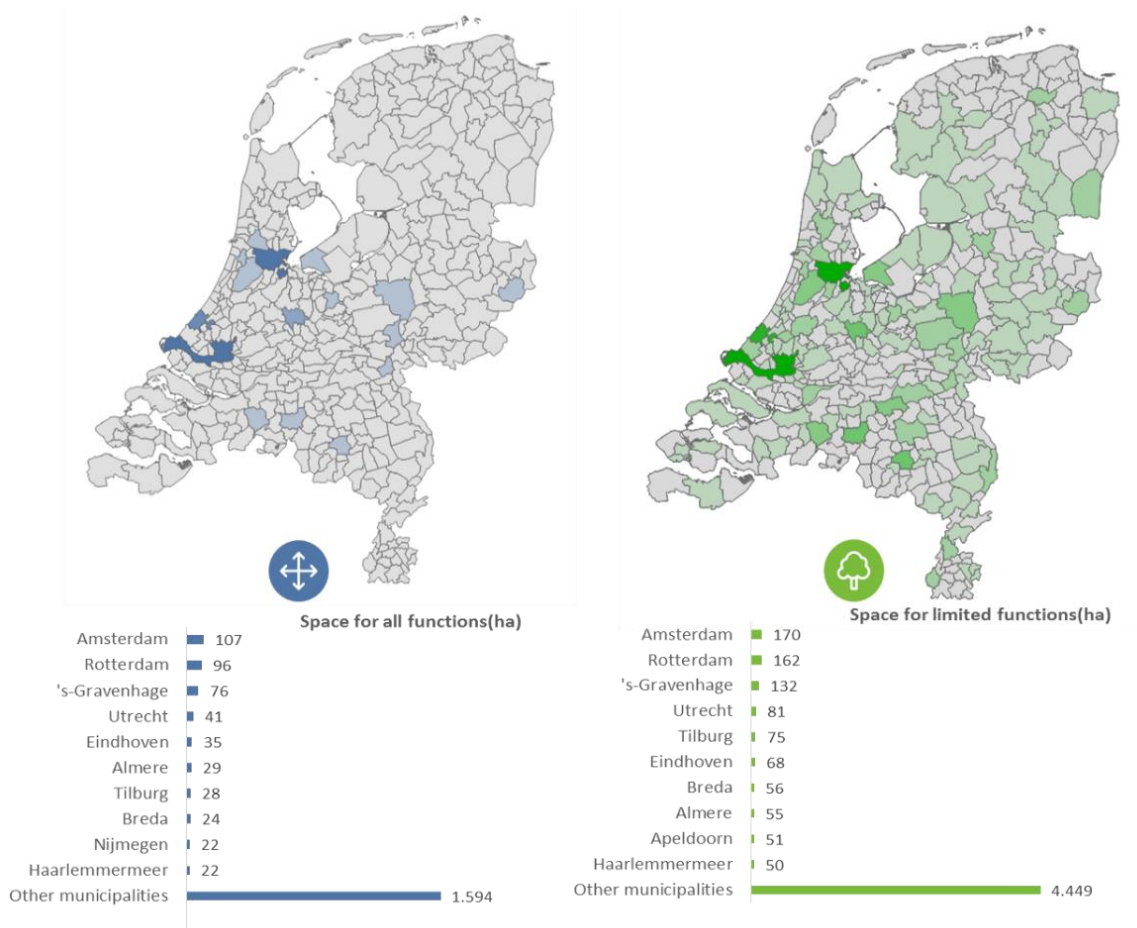 Space for all functions(ha)
Amsterdam 107
Rotterdam 96
's-Gravenhage 76
Utrecht 41
Eindhoven 35
Almere 29
Tilburg 28
Breda 24
Nijmegen 22
Haarlemmermeer 22
Other municipalities 1.594
Space for limited functions(ha)
Amsterdam 170
Rotterdam 162
's-Gravenhage 132
Utrecht 81
Tilburg 75
Eindhoven 68
Breda 56
Almere 55
Apeldoorn 51
Haarlemmermeer 50
Other municipalities 4.449